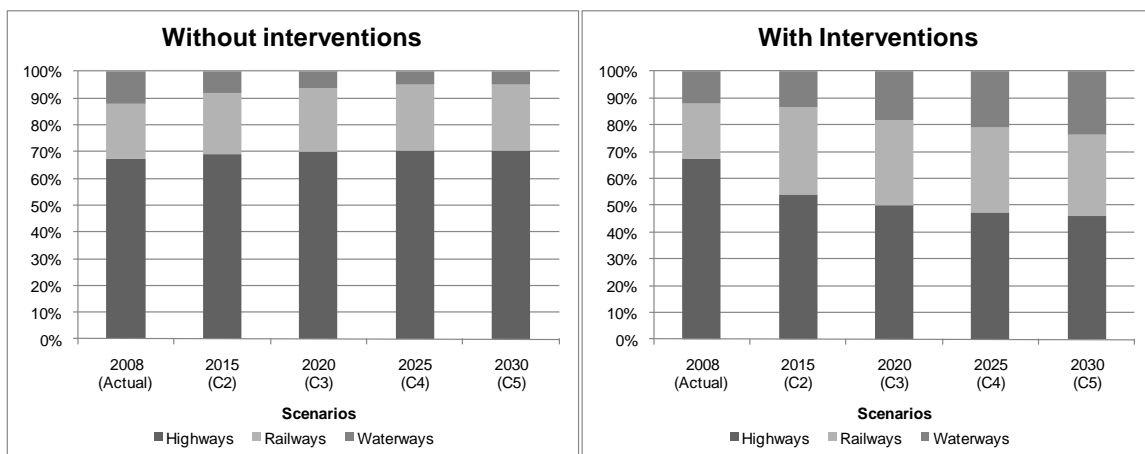 Without interventions
100%
90%
80%
70%
60%
50%
40%
30%
20%
10%
0%
2008 2015 2020 2025 2030
(Actual) (C2) (C3) (C4) (C5)
Scenarios
Highways Railways Waterways
With Interventions
100%
90%
80%
70%
60%
50%
40%
30%
20%
10%
0%
2008 2015 2020 2025 2030
(Actual) (C2) (C3) (C4) (C5)
Scenarios
Highways Railways Waterways